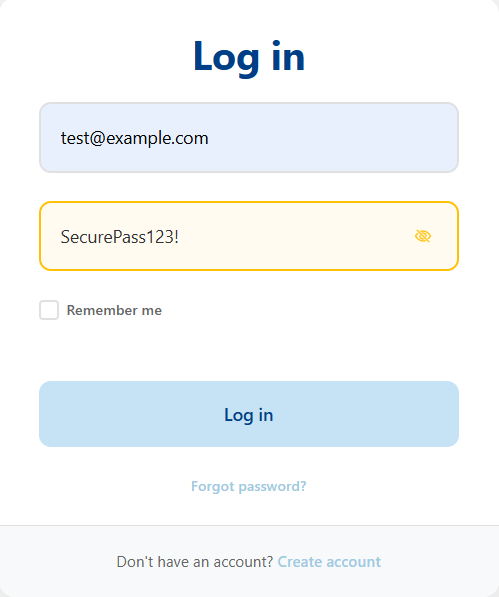 Log in
test@example.com
SecurePass123!
Remember me
Log in
Forgot password?
Don't have an account? Create account